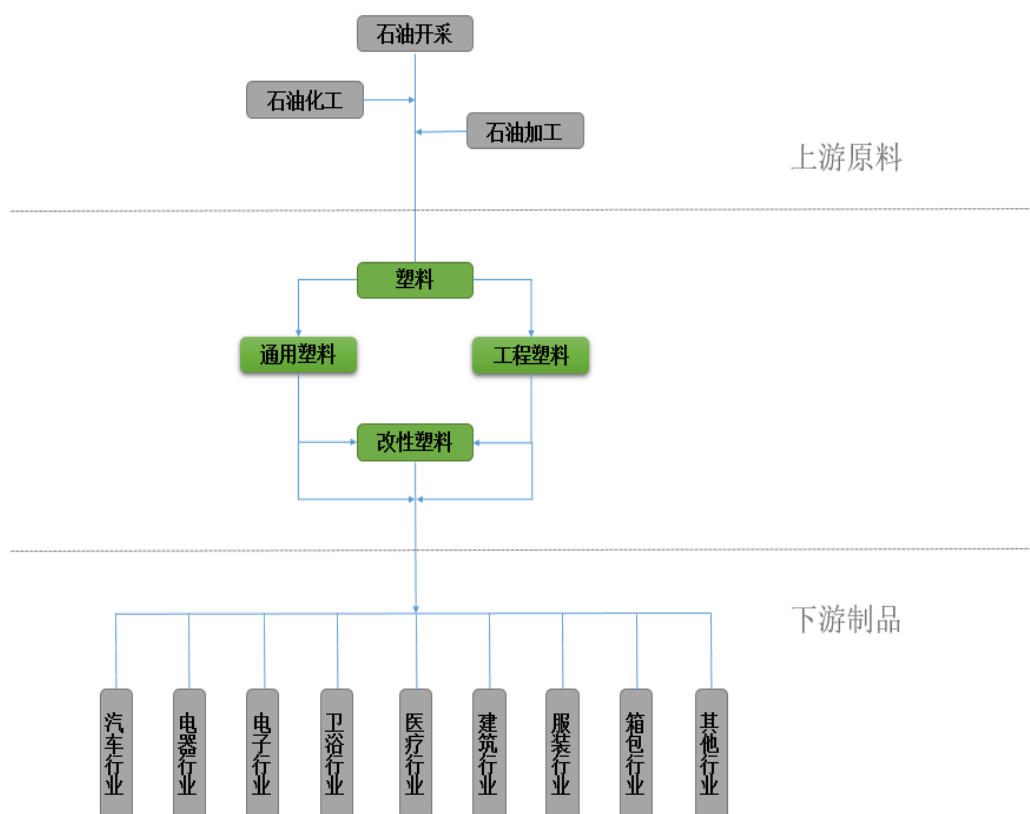 石油开采
石油化工
石油加工
上游原料
塑料
通用塑料
工程塑料
改性塑料
下游制品
汽车行业
电器行业
电子行业
卫浴行业
医疗行业
建筑行业
服装行业
箱包行业
其他行业